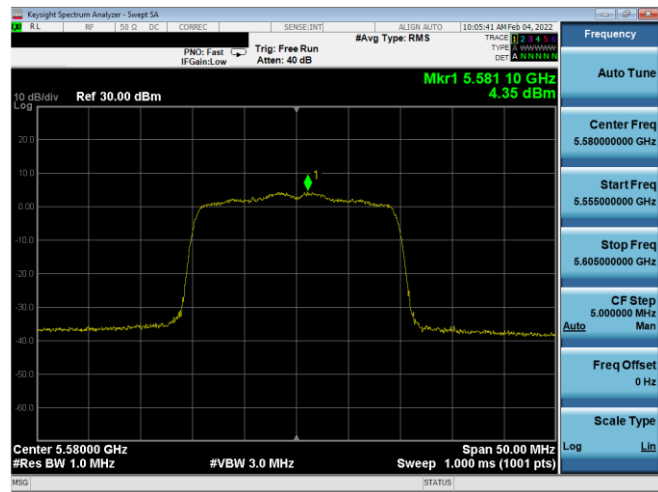 Keysight Spectrum Analyzer - Swept SA
RL RF 50 Ω DC CORREC SENSE:INT ALIGN AUTO 10:05:41 AM Feb 04, 2022
#Avg Type: RMS
TRACE 1 2 3 4 5 6
PNO: Fast Trig: Free Run
TYPE A WWWWW
IFGain:Low Atten: 40 dB
DET A N N N N N
Mkr1 5.581 10 GHz
4.35 dBm
10 dB/div Ref 30.00 dBm
Log
20.0
10.0
0.00
-10.0
-20.0
-30.0
-40.0
-50.0
-60.0
1
Center 5.58000 GHz Span 50.00 MHz
#Res BW 1.0 MHz #VBW 3.0 MHz Sweep 1.000 ms (1001 pts)
MSG STATUS
Frequency
Auto Tune
Center Freq
5.580000000 GHz
Start Freq
5.555000000 GHz
Stop Freq
5.605000000 GHz
CF Step
5.000000 MHz
Auto Man
Freq Offset
0 Hz
Scale Type
Log Lin